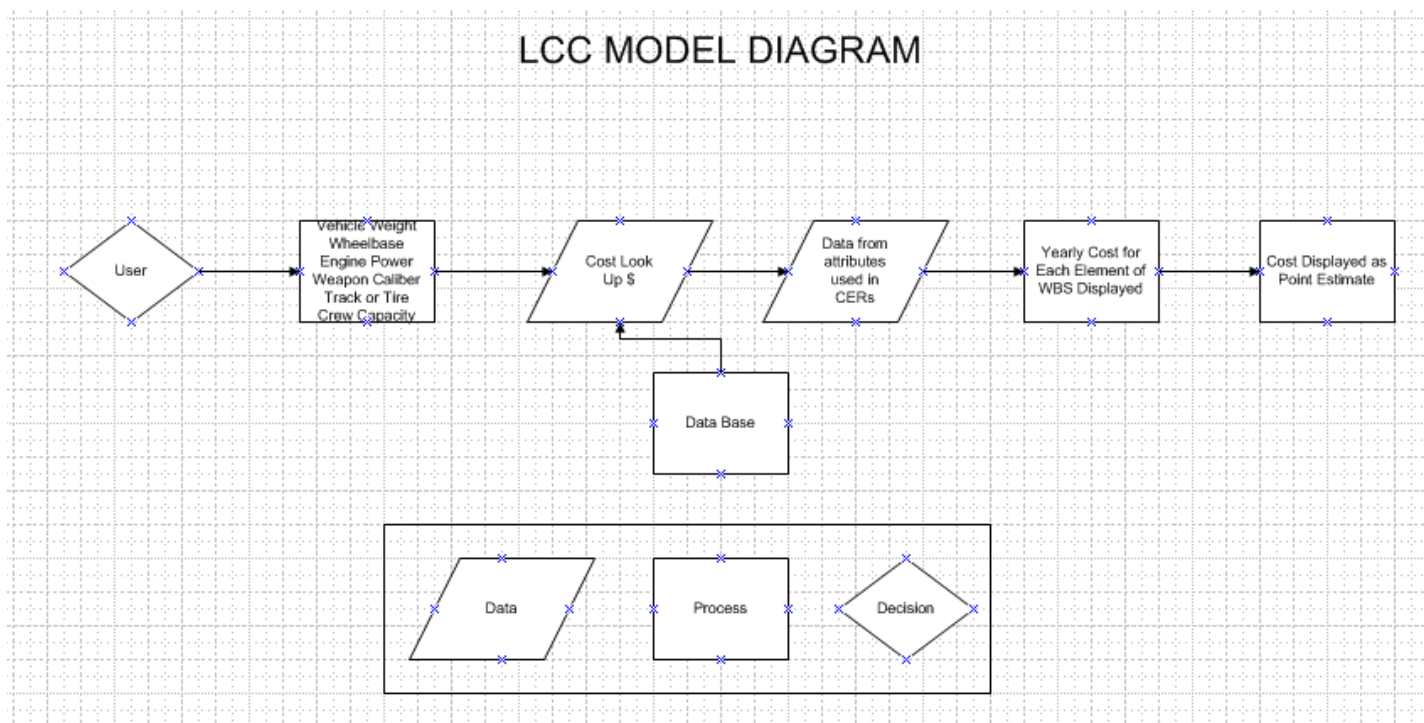 LCC MODEL DIAGRAM
User
Vehicle Weight
Wheelbase
Engine Power
Weapon Caliber
Track or Tire
Crew Capacity
Cost Look
Up $
Data from
attributes
used in
CERs
Yearly Cost for
Each Element of
WBS Displayed
Cost Displayed as
Point Estimate
Data Base
Data
Process
Decision